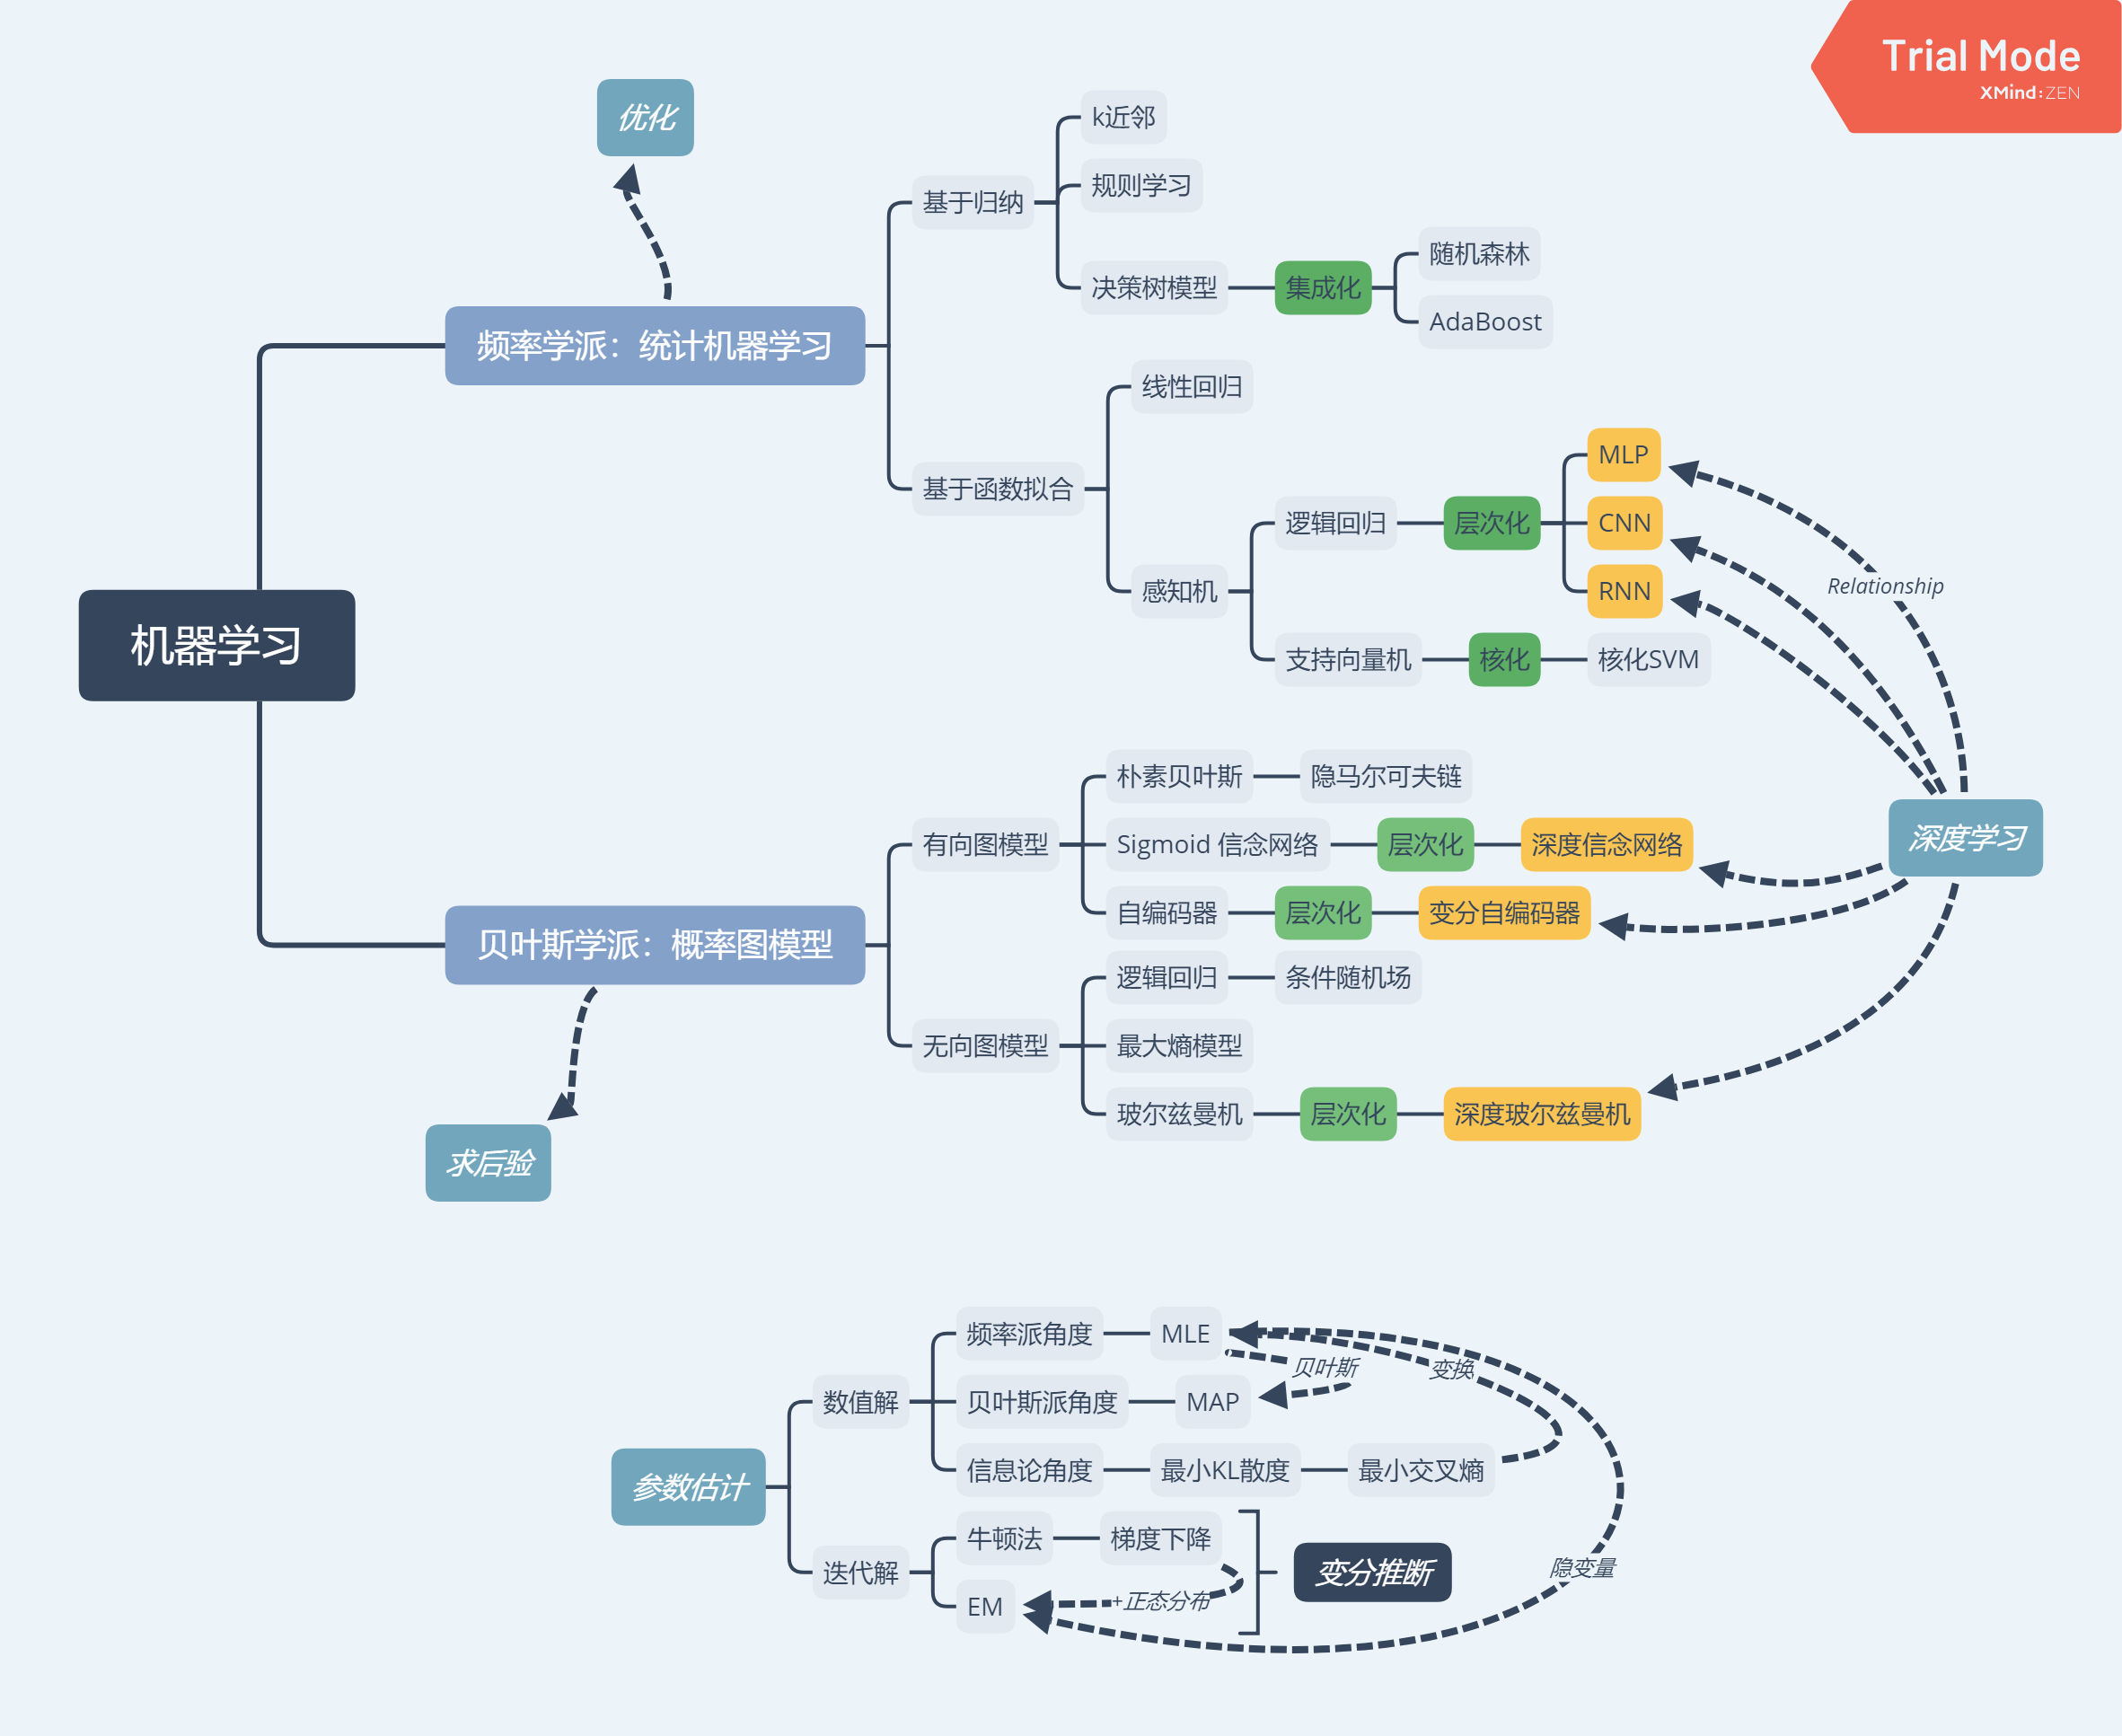 Trial Mode
XMind:ZEN
优化
k近邻
规则学习
基于归纳
决策树模型
集成化
随机森林
AdaBoost
频率学派：统计机器学习
线性回归
基于函数拟合
MLP
逻辑回归
层次化
CNN
RNN
Relationship
感知机
支持向量机
核化
核化SVM
机器学习
朴素贝叶斯
隐马尔可夫链
有向图模型
Sigmoid 信念网络
层次化
深度信念网络
深度学习
自编码器
层次化
变分自编码器
贝叶斯学派：概率图模型
逻辑回归
条件随机场
无向图模型
最大熵模型
玻尔兹曼机
层次化
深度玻尔兹曼机
求后验
频率派角度
MLE
贝叶斯
变换
数值解
贝叶斯派角度
MAP
信息论角度
最小KL散度
最小交叉熵
参数估计
牛顿法
梯度下降
迭代解
变分推断
隐变量
EM
+正态分布